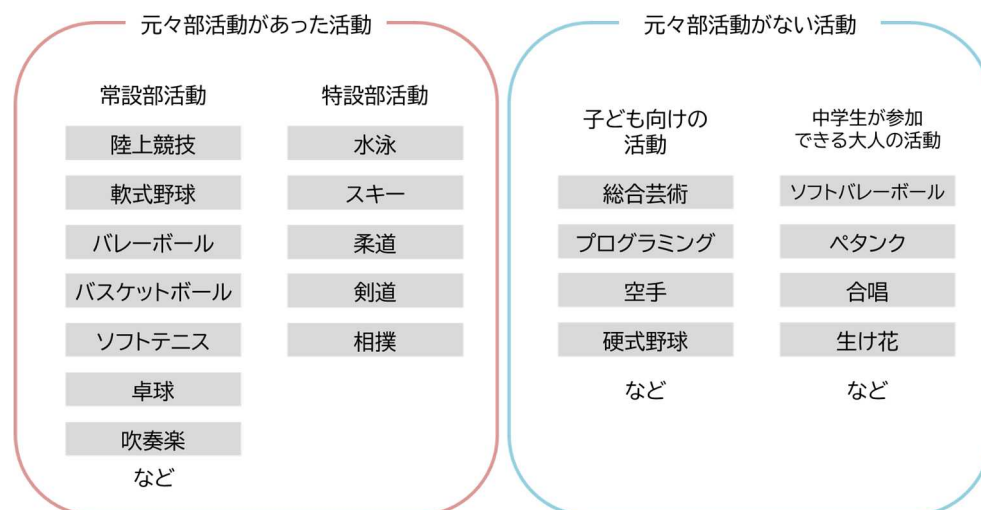 元々部活動があった活動
常設部活動
陸上競技
軟式野球
バレーボール
バスケットボール
ソフトテニス
卓球
吹奏楽
など
特設部活動
水泳
スキー
柔道
剣道
相撲
元々部活動がない活動
子ども向けの
活動
総合芸術
プログラミング
空手
硬式野球
など
中学生が参加
できる大人の活動
ソフトバレーボール
ペタンク
合唱
生け花
など